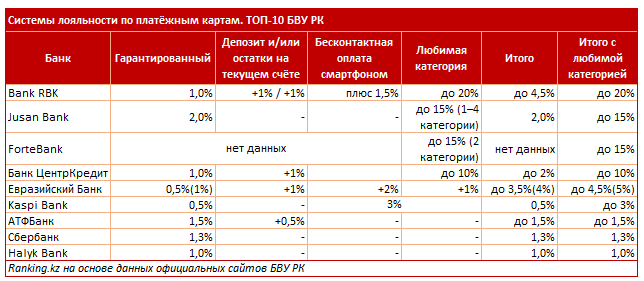 Системы лояльности по платёжным картам. ТОП-10 БВУ РК
Банк Гарантированный Депозит и/или остатки на текущем счёте Бесконтактная оплата смартфоном Любимая категория Итого Итого с любимой категорией
Bank RBK 1,0% +1% / +1% плюс 1,5% до 20% до 4,5% до 20%
Jusan Bank 2,0% - - до 15% (1–4 категории) 2,0% до 15%
ForteBank нет данных до 15% (2 категории) нет данных до 15%
Банк ЦентрКредит 1,0% +1% до 10% до 2% до 10%
Евразийский Банк 0,5%(1%) +1% +2% +1% до 3,5%(4%) до 4,5%(5%)
Kaspi Bank 0,5% - 3% 0,5% до 3%
АТФБанк 1,5% +0,5% - - до 1,5% до 1,5%
Сбербанк 1,3% - - - 1,3% 1,3%
Halyk Bank 1,0% - - - 1,0% 1,0%
Ranking.kz на основе данных официальных сайтов БВУ РК